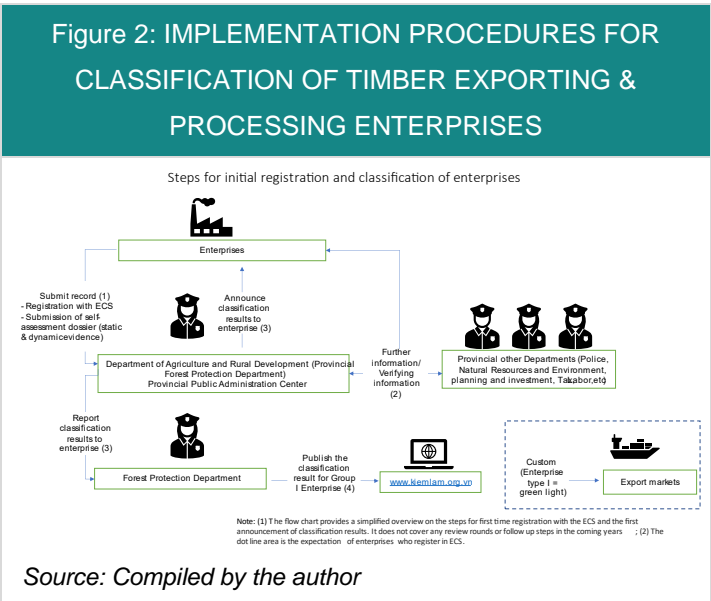 Figure 2: IMPLEMENTATION PROCEDURES FOR
CLASSIFICATION OF TIMBER EXPORTING &
PROCESSING ENTERPRISES
Steps for initial registration and classification of enterprises
Enterprises
Submit record (1)
- Registration with ECS
- Submission of self-
assessment dossier (static
& dynamicevidence)
Announce
classification
results to
enterprise (3)
Department of Agriculture and Rural Development (Provincial
Forest Protection Department)
Provincial Public Administration Center
Further
information/
Verifying
information
(2)
Provincial other Departments (Police,
Natural Resources and Environment,
planning and investment, Tax,labor,etc)
Report
classification
results to
enterprise (3)
Forest Protection Department
Publish the
classification
result for Group
I Enterprise (4)
www.kiemlam.org.vn
Custom
(Enterprise
type I =
green light)
Export markets
Note: (1) The flow chart provides a simplified overview on the steps for first time registration with the ECS and the first
announcement of classification results. It does not cover any review rounds or follow up steps in the coming years ; (2) The
dot line area is the expectation of enterprises who register in ECS.
Source: Compiled by the author